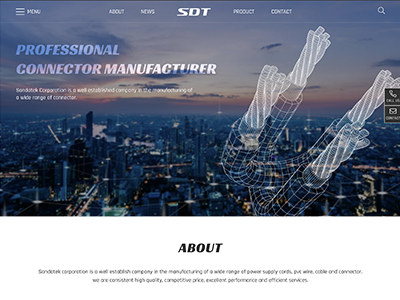 MENU ABOUT NEWS SDT PRODUCT CONTACT
PROFESSIONAL
CONNECTOR MANUFACTURER
Sandatek Corporation is a well established company in the manufacturing of
a wide range of connector.
CALL US
CONTACT
ABOUT
Sandatek corporation is a well establish company in the manufacturing of a wide range of power supply cords, pvc wire, cable and connector.
we are consistent high quality, competitive price, excellent performance and efficient services.